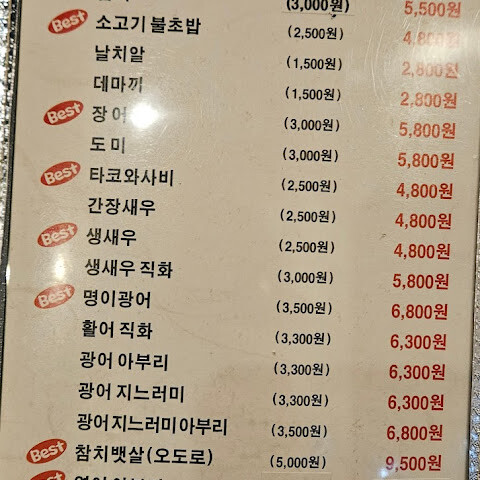 (3,000원) 5,500원
Best 소고기 불초밥 (2,500원) 4,800원
날치알 (1,500원) 2,800원
데마끼 (1,500원) 2,800원
Best 장어 (3,000원) 5,800원
도미 (3,000원) 5,800원
Best 타코와사비 (2,500원) 4,800원
간장새우 (2,500원) 4,800원
Best 생새우 (2,500원) 4,800원
생새우 직화 (3,000원) 5,800원
Best 명이광어 (3,500원) 6,800원
활어 직화 (3,300원) 6,300원
광어 아부리 (3,300원) 6,300원
광어 지느러미 (3,300원) 6,300원
광어지느러미아부리 (3,500원) 6,800원
Best 참치뱃살(오도로) (5,000원) 9,500원